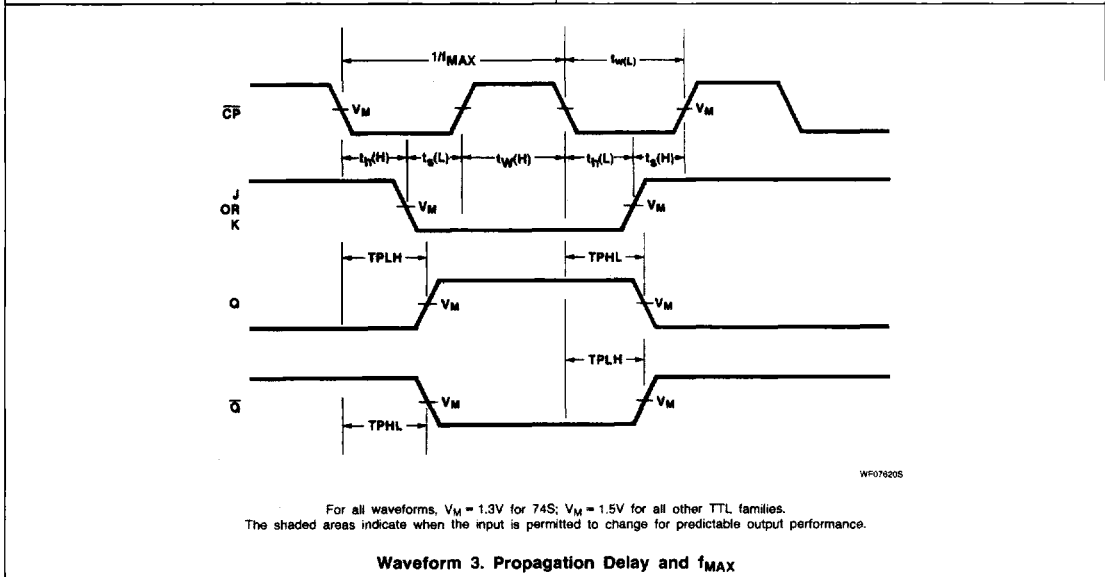 1/fMAX
tw(L)
CP
VM
VM
th(H)
ts(L)
tW(H)
th(L)
ts(H)
J
OR
K
VM
VM
TPLH
TPHL
Q
VM
VM
TPLH
Q
VM
VM
TPHL
WF07620S
For all waveforms, VM = 1.3V for 74S; VM = 1.5V for all other TTL families.
The shaded areas indicate when the input is permitted to change for predictable output performance.
Waveform 3. Propagation Delay and fMAX